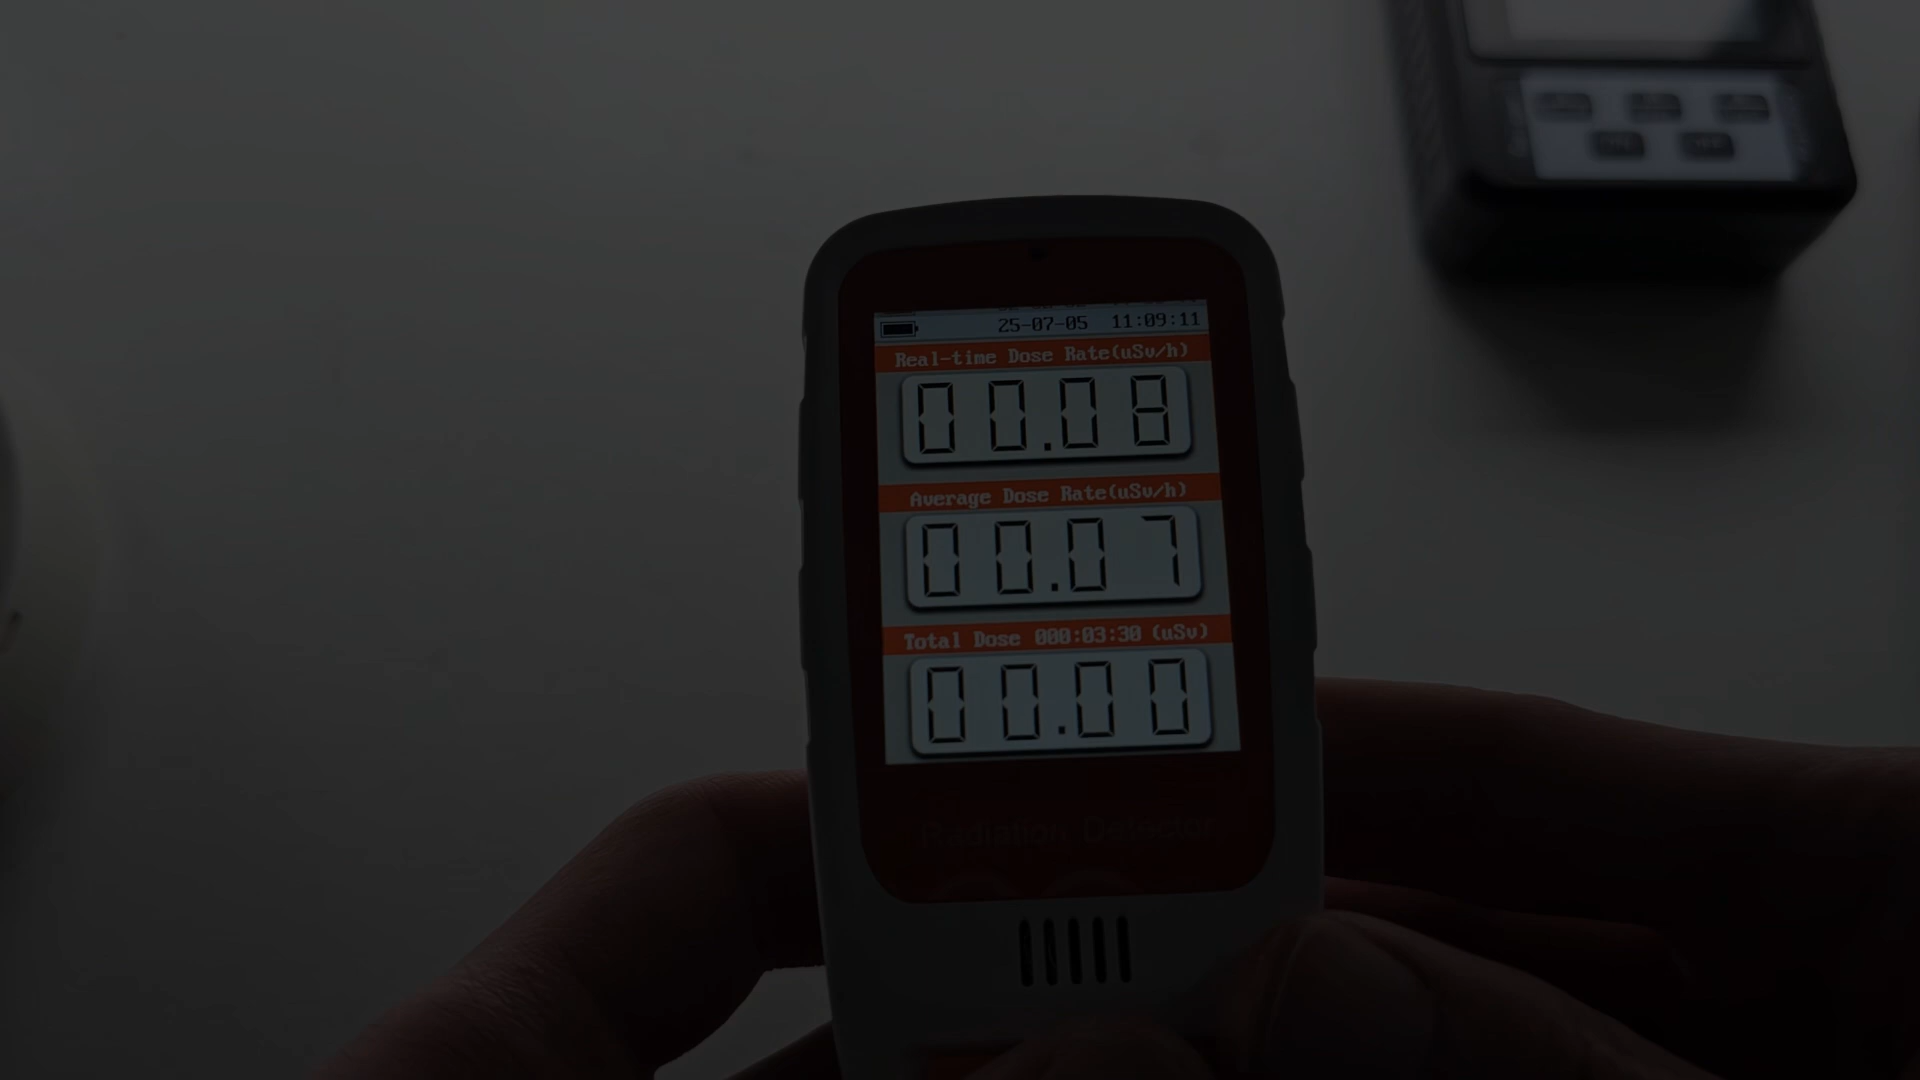 25-07-05 11:09:11
Real-time Dose Rate(uSv/h)
00.08
Average Dose Rate(uSv/h)
00.07
Total Dose 000:03:30 (uSv)
00.00
Radiation Detector